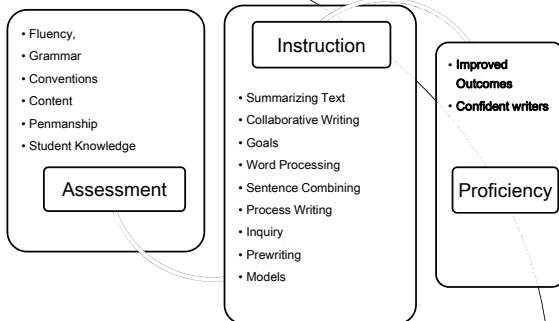 • Fluency,
• Grammar
• Conventions
• Content
• Penmanship
• Student Knowledge
Assessment
Instruction
• Summarizing Text
• Collaborative Writing
• Goals
• Word Processing
• Sentence Combining
• Process Writing
• Inquiry
• Prewriting
• Models
• Improved
Outcomes
• Confident writers
Proficiency